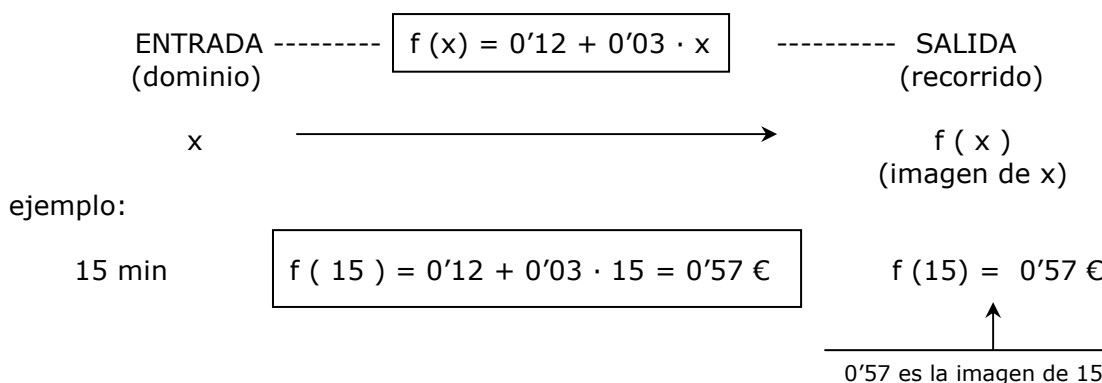 ENTRADA --------- f (x) = 0'12 + 0'03 · x ---------- SALIDA
(dominio) (recorrido)
x f ( x )
(imagen de x)
ejemplo:
15 min f ( 15 ) = 0'12 + 0'03 · 15 = 0'57 € f (15) = 0'57 €
0'57 es la imagen de 15